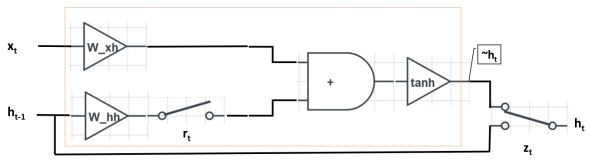 x_t
W_xh
~h_t
+
tanh
h_t-1
W_hh
r_t
h_t
z_t